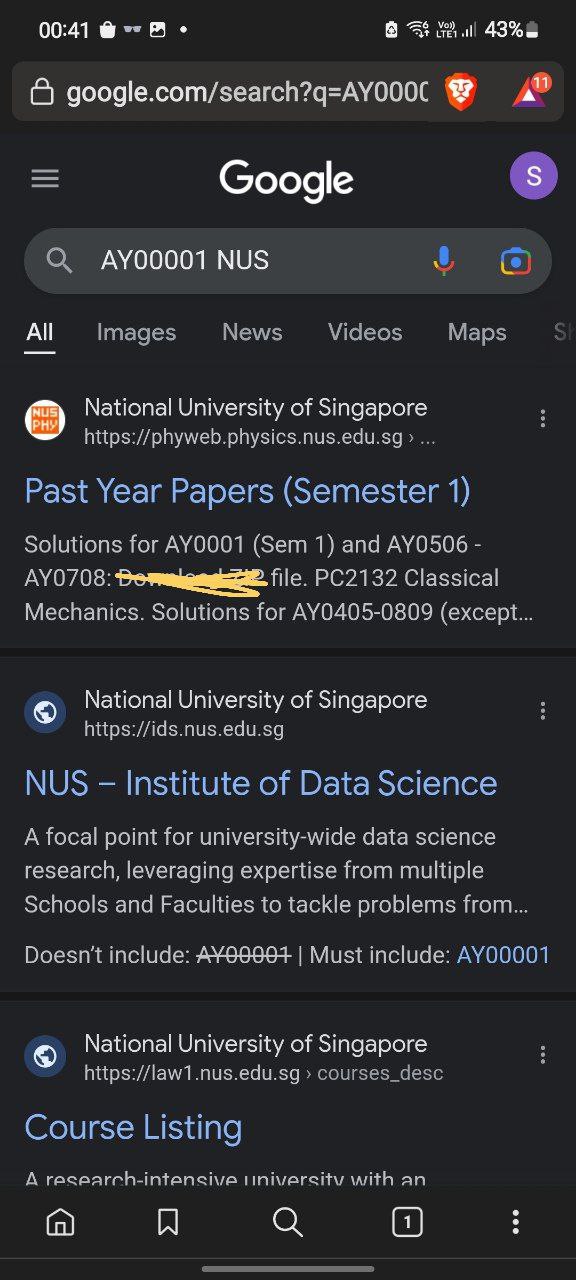 00:41
Vo)) LTE1 43%
google.com/search?q=AY000
11
Google
S
AY00001 NUS
All Images News Videos Maps
NUS PHY
National University of Singapore
https://phyweb.physics.nus.edu.sg › ...
Past Year Papers (Semester 1)
Solutions for AY0001 (Sem 1) and AY0506 -
AY0708: file. PC2132 Classical
Mechanics. Solutions for AY0405-0809 (except...
National University of Singapore
https://ids.nus.edu.sg
NUS – Institute of Data Science
A focal point for university-wide data science
research, leveraging expertise from multiple
Schools and Faculties to tackle problems from...
Doesn’t include: AY00001 | Must include: AY00001
National University of Singapore
https://law1.nus.edu.sg › courses_desc
Course Listing
A research-intensive university with an
1